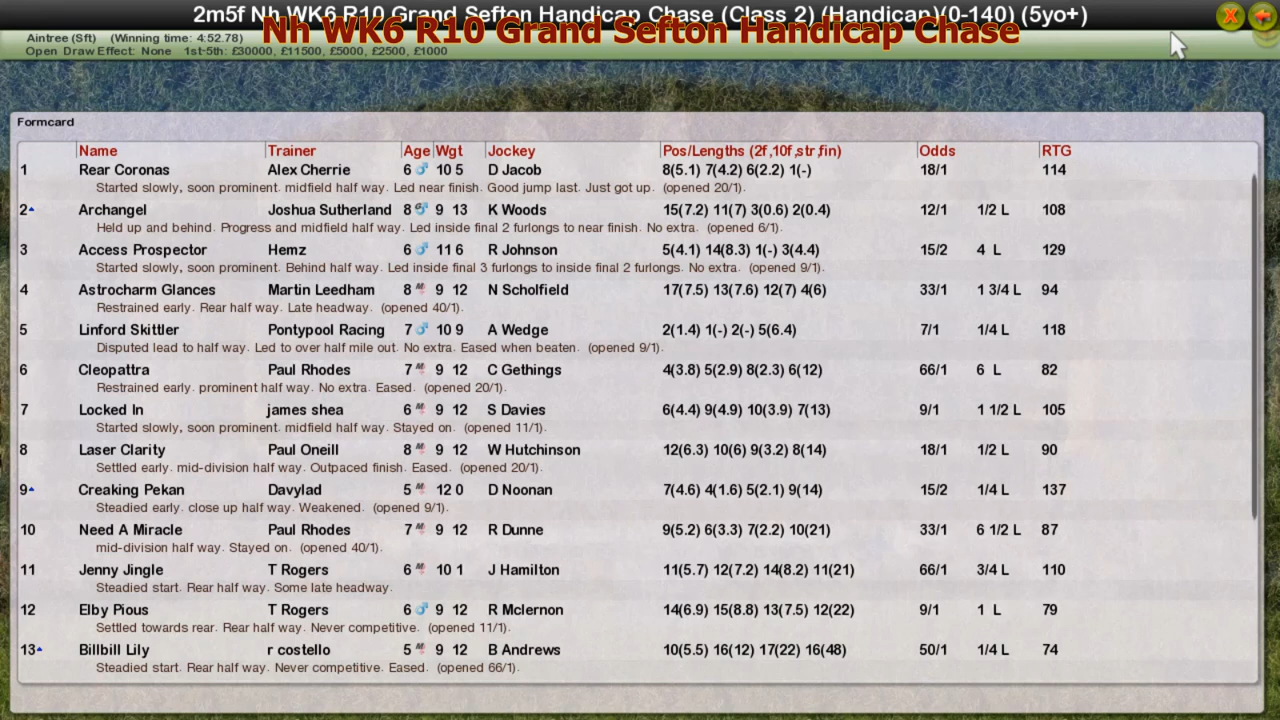 2m5f Nh WK6 R10 Grand Sefton Handicap Chase (Class 2) (Handicap)(0-140) (5yo+)
Nh WK6 R10 Grand Sefton Handicap Chase
Aintree (Sft) (Winning time: 4:52.78)
Open Draw Effect: None 1st-5th: £30000, £11500, £5000, £2500, £1000
Formcard
Name Trainer Age Wgt Jockey Pos/Lengths (2f,10f,str,fin) Odds RTG
1 Rear Coronas Alex Cherrie 6 10 5 D Jacob 8(5.1) 7(4.2) 6(2.2) 1(-) 18/1 114
Started slowly, soon prominent. midfield half way. Led near finish. Good jump last. Just got up. (opened 20/1).
2 Archangel Joshua Sutherland 8 9 13 K Woods 15(7.2) 11(7) 3(0.6) 2(0.4) 12/1 1/2 L 108
Held up and behind. Progress and midfield half way. Led inside final 2 furlongs to near finish. No extra. (opened 6/1).
3 Access Prospector Hemz 6 11 6 R Johnson 5(4.1) 14(8.3) 1(-) 3(4.4) 15/2 4 L 129
Started slowly, soon prominent. Behind half way. Led inside final 3 furlongs to inside final 2 furlongs. No extra. (opened 9/1).
4 Astrocharm Glances Martin Leedham 8 9 12 N Scholfield 17(7.5) 13(7.6) 12(7) 4(6) 33/1 1 3/4 L 94
Restrained early. Rear half way. Late headway. (opened 40/1).
5 Linford Skittler Pontypool Racing 7 10 9 A Wedge 2(1.4) 1(-) 2(-) 5(6.4) 7/1 1/4 L 118
Disputed lead to half way. Led to over half mile out. No extra. Eased when beaten. (opened 9/1).
6 Cleopattra Paul Rhodes 7 9 12 C Gethings 4(3.8) 5(2.9) 8(2.3) 6(12) 66/1 6 L 82
Restrained early. prominent half way. No extra. Eased. (opened 20/1).
7 Locked In james shea 6 9 12 S Davies 6(4.4) 9(4.9) 10(3.9) 7(13) 9/1 1 1/2 L 105
Started slowly, soon prominent. midfield half way. Stayed on. (opened 11/1).
8 Laser Clarity Paul Oneill 8 9 12 W Hutchinson 12(6.3) 10(6) 9(3.2) 8(14) 18/1 1/2 L 90
Settled early. mid-division half way. Outpaced finish. Eased. (opened 20/1).
9 Creaking Pekan Davylad 5 12 0 D Noonan 7(4.6) 4(1.6) 5(2.1) 9(14) 15/2 1/4 L 137
Steadied early. close up half way. Weakened. (opened 9/1).
10 Need A Miracle Paul Rhodes 7 9 12 R Dunne 9(5.2) 6(3.3) 7(2.2) 10(21) 33/1 6 1/2 L 87
mid-division half way. Stayed on. (opened 40/1).
11 Jenny Jingle T Rogers 6 10 1 J Hamilton 11(5.7) 12(7.2) 14(8.2) 11(21) 66/1 3/4 L 110
Steadied start. Rear half way. Some late headway.
12 Elby Pious T Rogers 6 9 12 R Mclernon 14(6.9) 15(8.8) 13(7.5) 12(22) 9/1 1 L 79
Settled towards rear. Rear half way. Never competitive. (opened 11/1).
13 Billbill Lily r costello 5 9 12 B Andrews 10(5.5) 16(12) 17(22) 16(48) 50/1 1/4 L 74
Steadied start. Rear half way. Never competitive. Eased. (opened 66/1).